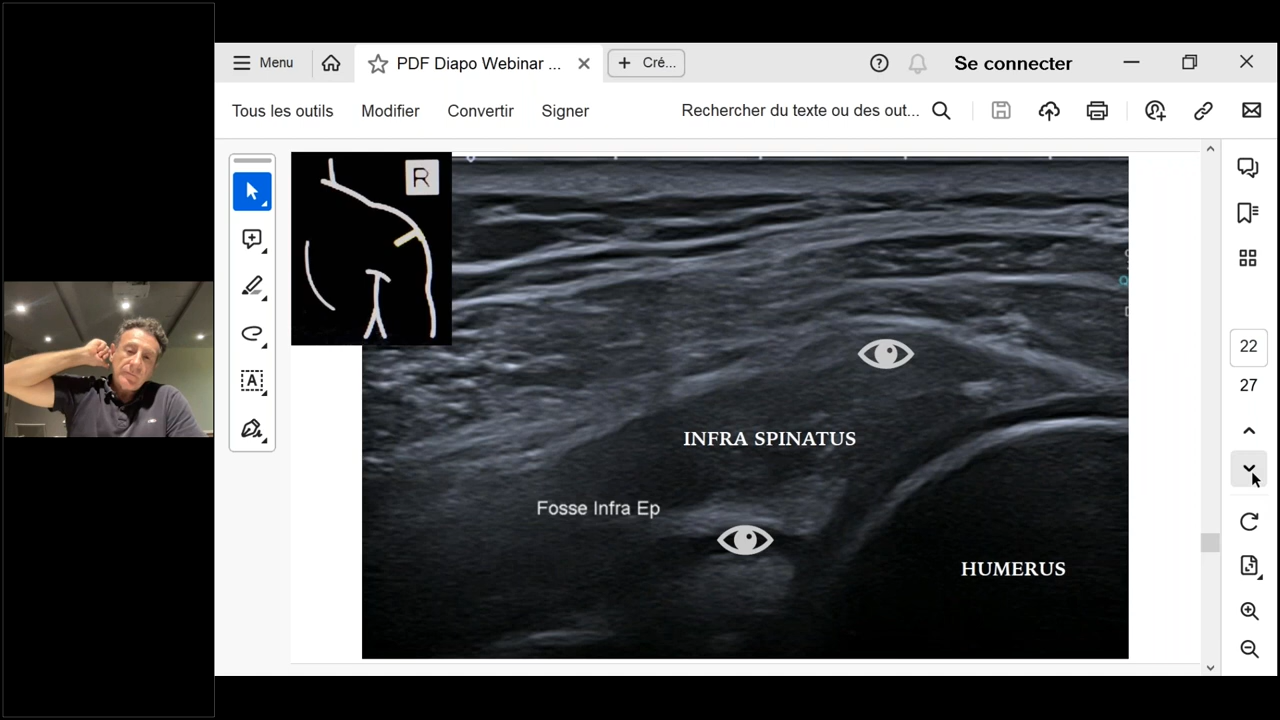 Menu
PDF Diapo Webinar ...
Cré...
Se connecter
Tous les outils
Modifier
Convertir
Signer
Rechercher du texte ou des out...
R
22
27
INFRA SPINATUS
Fosse Infra Ep
HUMERUS